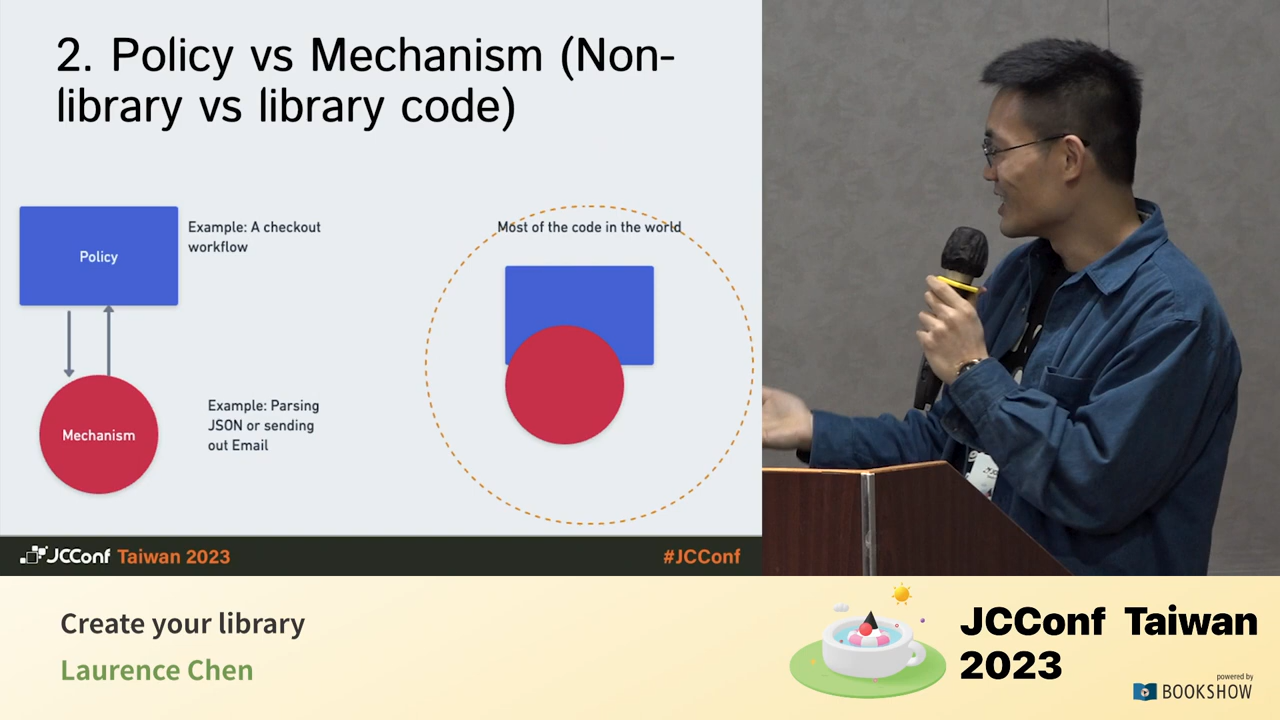 2. Policy vs Mechanism (Non-
library vs library code)
Policy
Example: A checkout
workflow
Mechanism
Example: Parsing
JSON or sending
out Email
Most of the code in the world
JCConf Taiwan 2023
#JCConf
Create your library
Laurence Chen
JCConf Taiwan
2023
powered by
BOOKSHOW